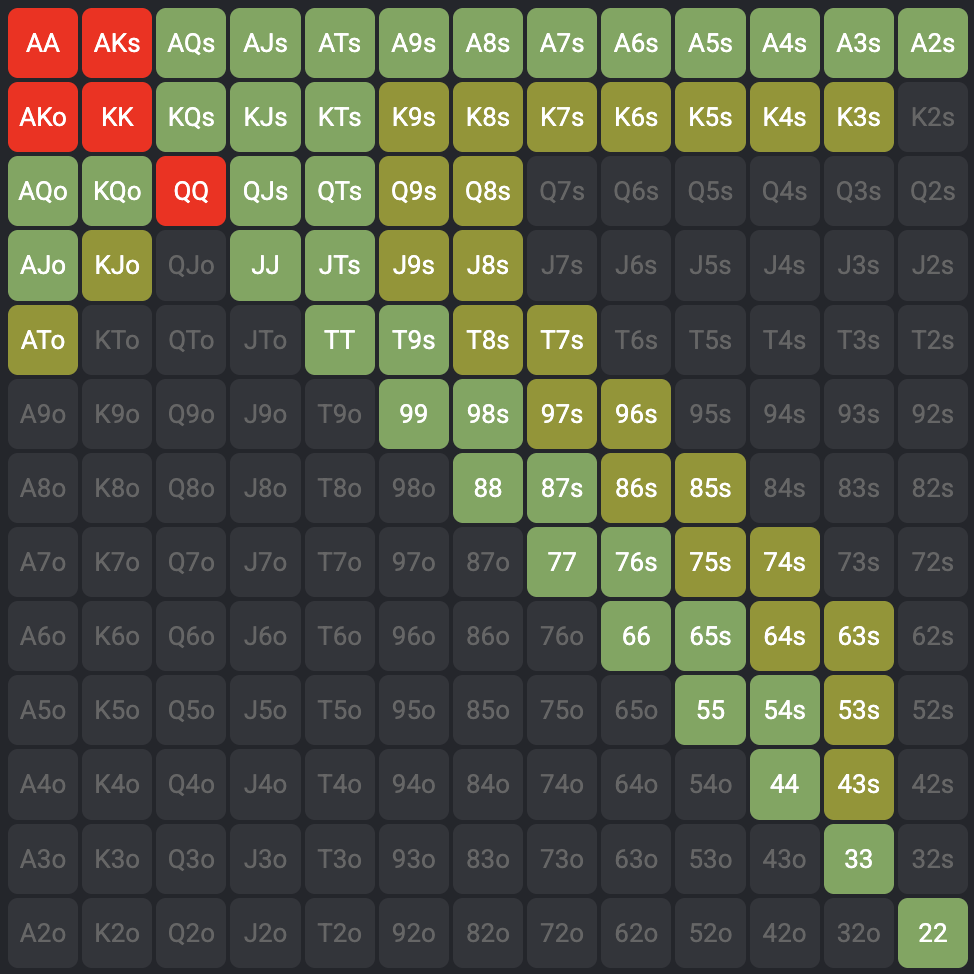 AA AKs AQs AJs ATs A9s A8s A7s A6s A5s A4s A3s A2s
AKo KK KQs KJs KTs K9s K8s K7s K6s K5s K4s K3s K2s
AQo KQo QQ QJs QTs Q9s Q8s Q7s Q6s Q5s Q4s Q3s Q2s
AJo KJo QJo JJ JTs J9s J8s J7s J6s J5s J4s J3s J2s
ATo KTo QTo JTo TT T9s T8s T7s T6s T5s T4s T3s T2s
A9o K9o Q9o J9o T9o 99 98s 97s 96s 95s 94s 93s 92s
A8o K8o Q8o J8o T8o 98o 88 87s 86s 85s 84s 83s 82s
A7o K7o Q7o J7o T7o 97o 87o 77 76s 75s 74s 73s 72s
A6o K6o Q6o J6o T6o 96o 86o 76o 66 65s 64s 63s 62s
A5o K5o Q5o J5o T5o 95o 85o 75o 65o 55 54s 53s 52s
A4o K4o Q4o J4o T4o 94o 84o 74o 64o 54o 44 43s 42s
A3o K3o Q3o J3o T3o 93o 83o 73o 63o 53o 43o 33 32s
A2o K2o Q2o J2o T2o 92o 82o 72o 62o 52o 42o 32o 22